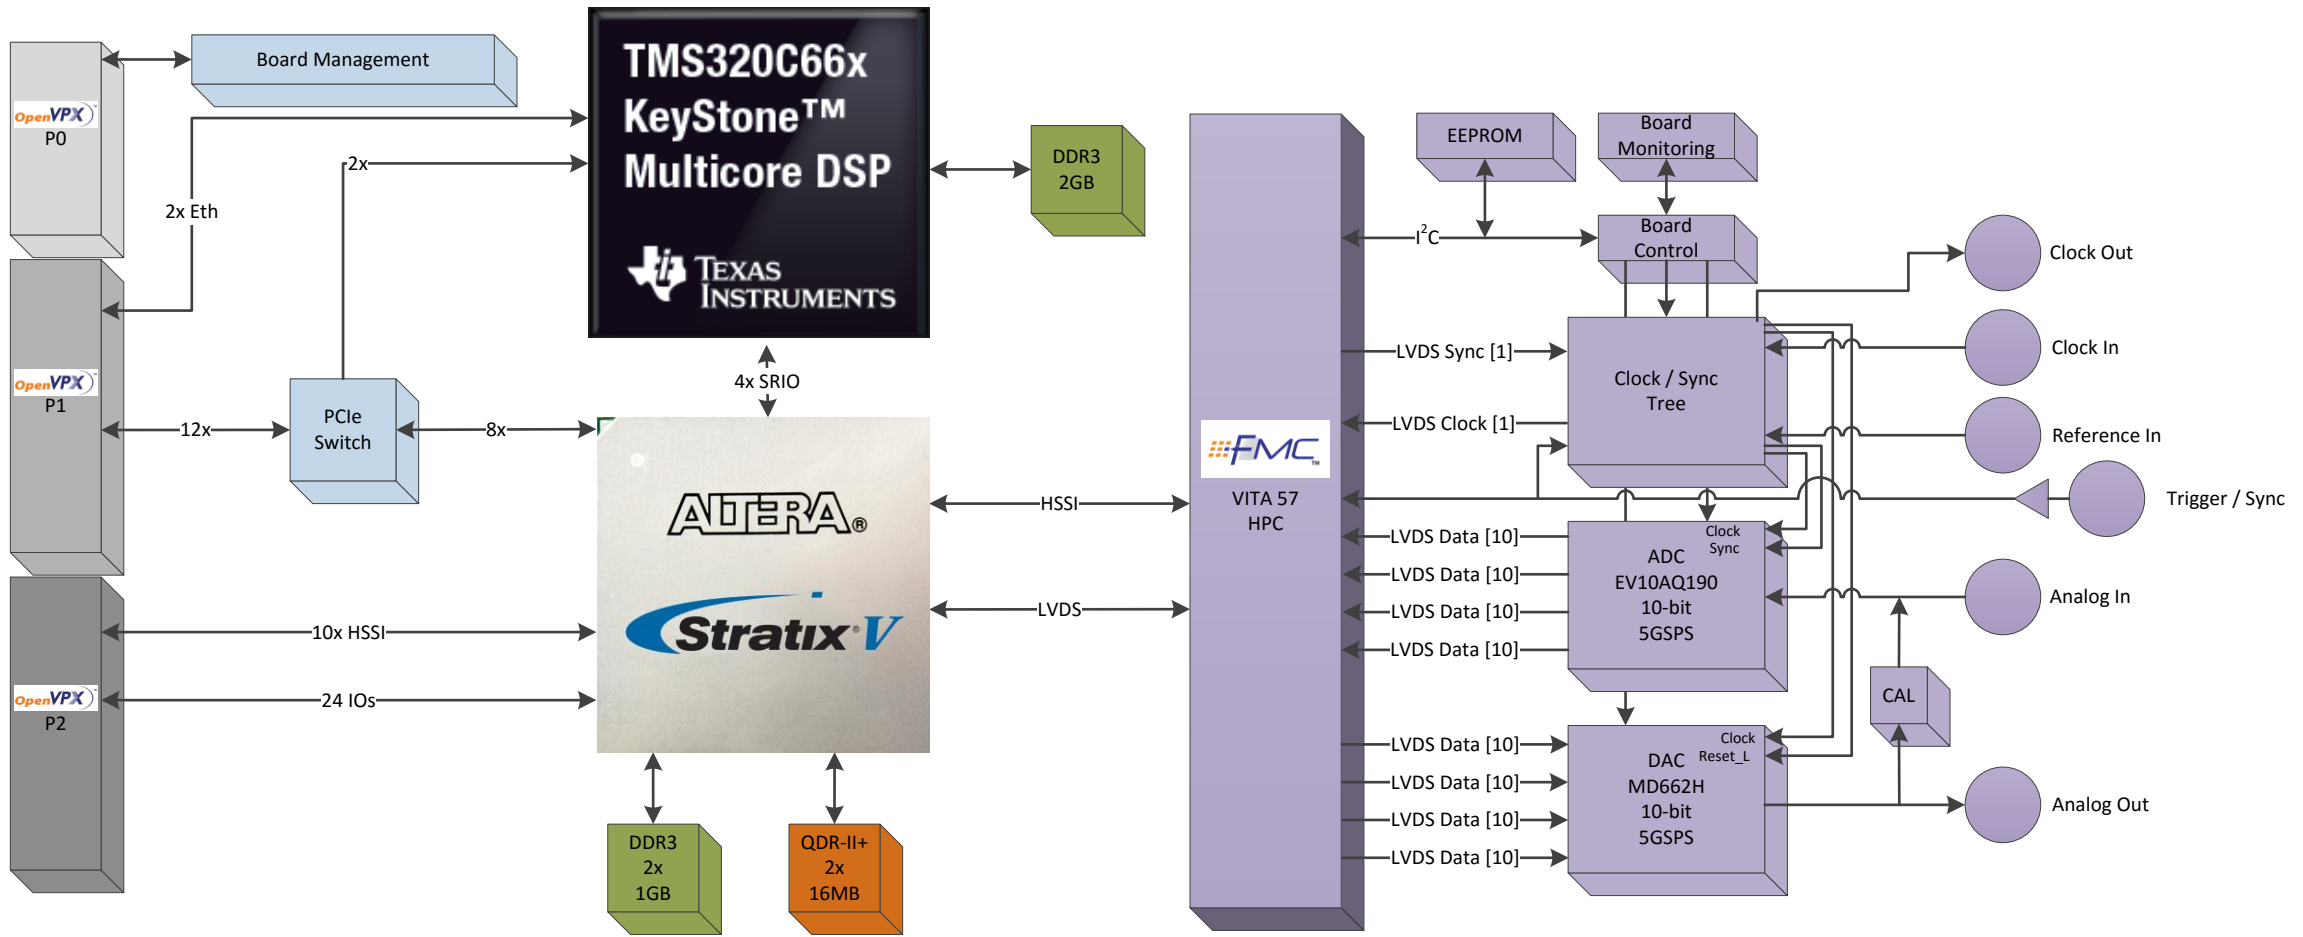 Board Management
OpenVPX™
P0
2x Eth
2x
TMS320C66x
KeyStone™
Multicore DSP
TEXAS
INSTRUMENTS
DDR3
2GB
OpenVPX™
P1
12x
PCIe
Switch
8x
4x SRIO
ALTERA®
Stratix® V
OpenVPX™
P2
10x HSSI
24 IOs
DDR3
2x
1GB
QDR-II+
2x
16MB
HSSI
LVDS
FMC™
VITA 57
HPC
EEPROM
Board
Monitoring
I²C
Board
Control
LVDS Sync [1]
LVDS Clock [1]
Clock / Sync
Tree
Clock Out
Clock In
Reference In
Trigger / Sync
LVDS Data [10]
LVDS Data [10]
LVDS Data [10]
LVDS Data [10]
Clock
Sync
ADC
EV10AQ190
10-bit
5GSPS
Analog In
CAL
LVDS Data [10]
LVDS Data [10]
LVDS Data [10]
LVDS Data [10]
Clock
Reset_L
DAC
MD662H
10-bit
5GSPS
Analog Out